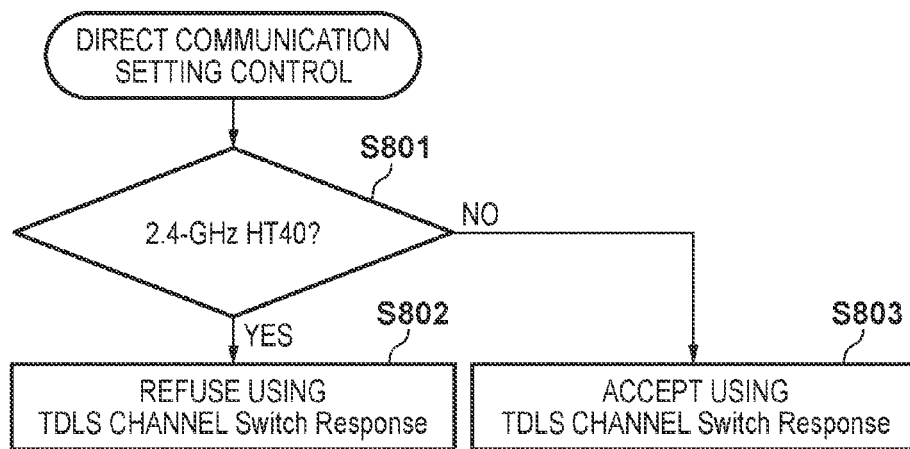 DIRECT COMMUNICATION
SETTING CONTROL
S801
2.4-GHz HT40?
NO
YES
S802
S803
REFUSE USING
TDLS CHANNEL Switch Response
ACCEPT USING
TDLS CHANNEL Switch Response